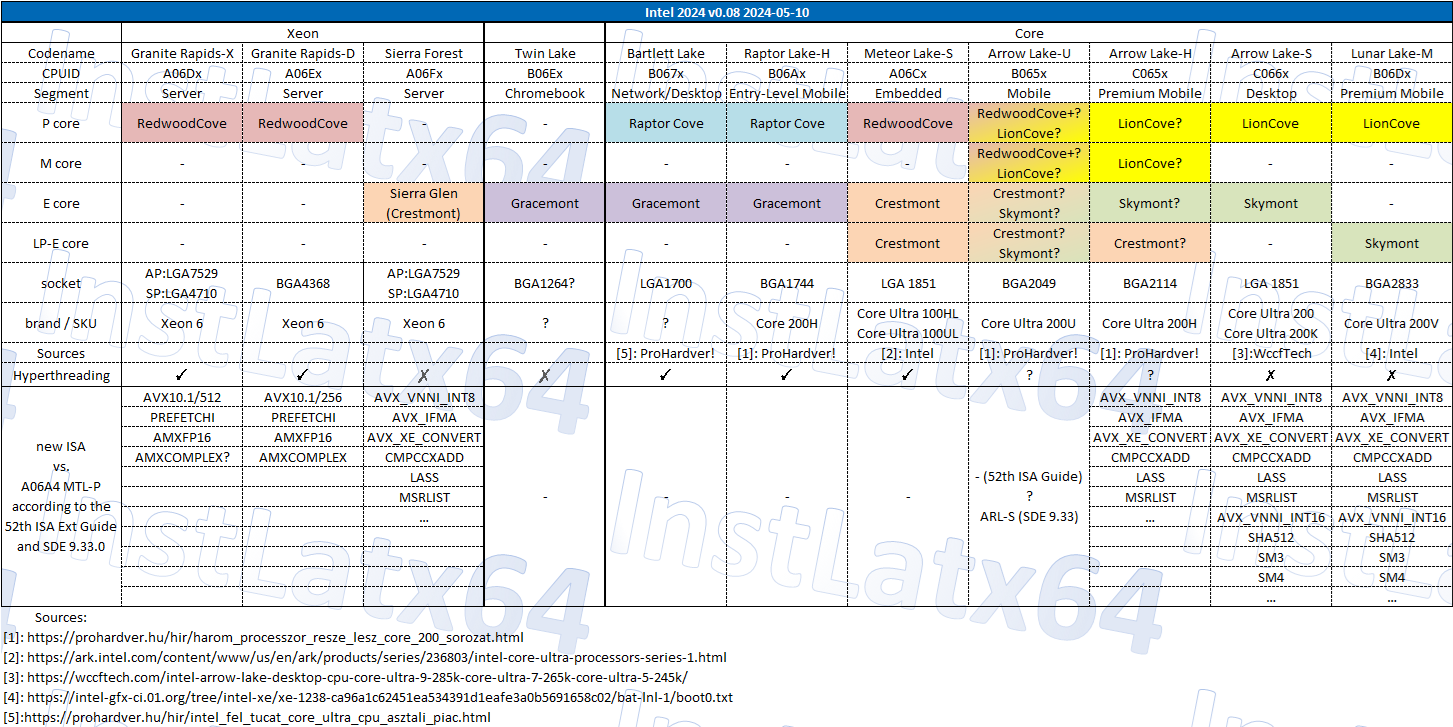 Intel 2024 v0.08 2024-05-10
Xeon Core
Codename Granite Rapids-X Granite Rapids-D Sierra Forest Twin Lake Bartlett Lake Raptor Lake-H Meteor Lake-S Arrow Lake-U Arrow Lake-H Arrow Lake-S Lunar Lake-M
CPUID A06Dx A06Ex A06Fx B06Ex B067x B06Ax A06Cx B065x C065x C066x B06Dx
Segment Server Server Server Chromebook Network/Desktop Entry-Level Mobile Embedded Mobile Premium Mobile Desktop Premium Mobile
P core RedwoodCove RedwoodCove - - Raptor Cove Raptor Cove RedwoodCove RedwoodCove+? LionCove? LionCove? LionCove LionCove
M core - - - - - - - RedwoodCove+? LionCove? LionCove? - -
E core - - Sierra Glen (Crestmont) Gracemont Gracemont Gracemont Crestmont Crestmont? Skymont? Skymont? Skymont -
LP-E core - - - - - - Crestmont Crestmont? Skymont? Crestmont? - Skymont
socket AP:LGA7529 SP:LGA4710 BGA4368 AP:LGA7529 SP:LGA4710 BGA1264? LGA1700 BGA1744 LGA 1851 BGA2049 BGA2114 LGA 1851 BGA2833
brand / SKU Xeon 6 Xeon 6 Xeon 6 ? ? Core 200H Core Ultra 100HL Core Ultra 100UL Core Ultra 200U Core Ultra 200H Core Ultra 200 Core Ultra 200K Core Ultra 200V
Sources [5]: ProHardver! [1]: ProHardver! [2]: Intel [1]: ProHardver! [1]: ProHardver! [3]:WccfTech [4]: Intel
Hyperthreading ✓ ✓ ✗ ✗ ✓ ✓ ✓ ? ? ✗ ✗
new ISA
vs.
A06A4 MTL-P
according to the
52th ISA Ext Guide
and SDE 9.33.0
AVX10.1/512
PREFETCHI
AMXFP16
AMXCOMPLEX?
AVX10.1/256
PREFETCHI
AMXFP16
AMXCOMPLEX
AVX_VNNI_INT8
AVX_IFMA
AVX_XE_CONVERT
CMPCCXADD
LASS
MSRLIST
...
-
-
-
-
- (52th ISA Guide)
?
ARL-S (SDE 9.33)
AVX_VNNI_INT8
AVX_IFMA
AVX_XE_CONVERT
CMPCCXADD
LASS
MSRLIST
...
AVX_VNNI_INT8
AVX_IFMA
AVX_XE_CONVERT
CMPCCXADD
LASS
MSRLIST
AVX_VNNI_INT16
SHA512
SM3
SM4
...
AVX_VNNI_INT8
AVX_IFMA
AVX_XE_CONVERT
CMPCCXADD
LASS
MSRLIST
AVX_VNNI_INT16
SHA512
SM3
SM4
...
Sources:
[1]: https://prohardver.hu/hir/harom_processzor_resze_lesz_core_200_sorozat.html
[2]: https://ark.intel.com/content/www/us/en/ark/products/series/236803/intel-core-ultra-processors-series-1.html
[3]: https://wccftech.com/intel-arrow-lake-desktop-cpu-core-ultra-9-285k-core-ultra-7-265k-core-ultra-5-245k/
[4]: https://intel-gfx-ci.01.org/tree/intel-xe/xe-1238-ca96a1c62451ea534391d1eafe3a0b5691658c02/bat-lnl-1/boot0.txt
[5]:https://prohardver.hu/hir/intel_fel_tucat_core_ultra_cpu_asztali_piac.html
InstLatx64